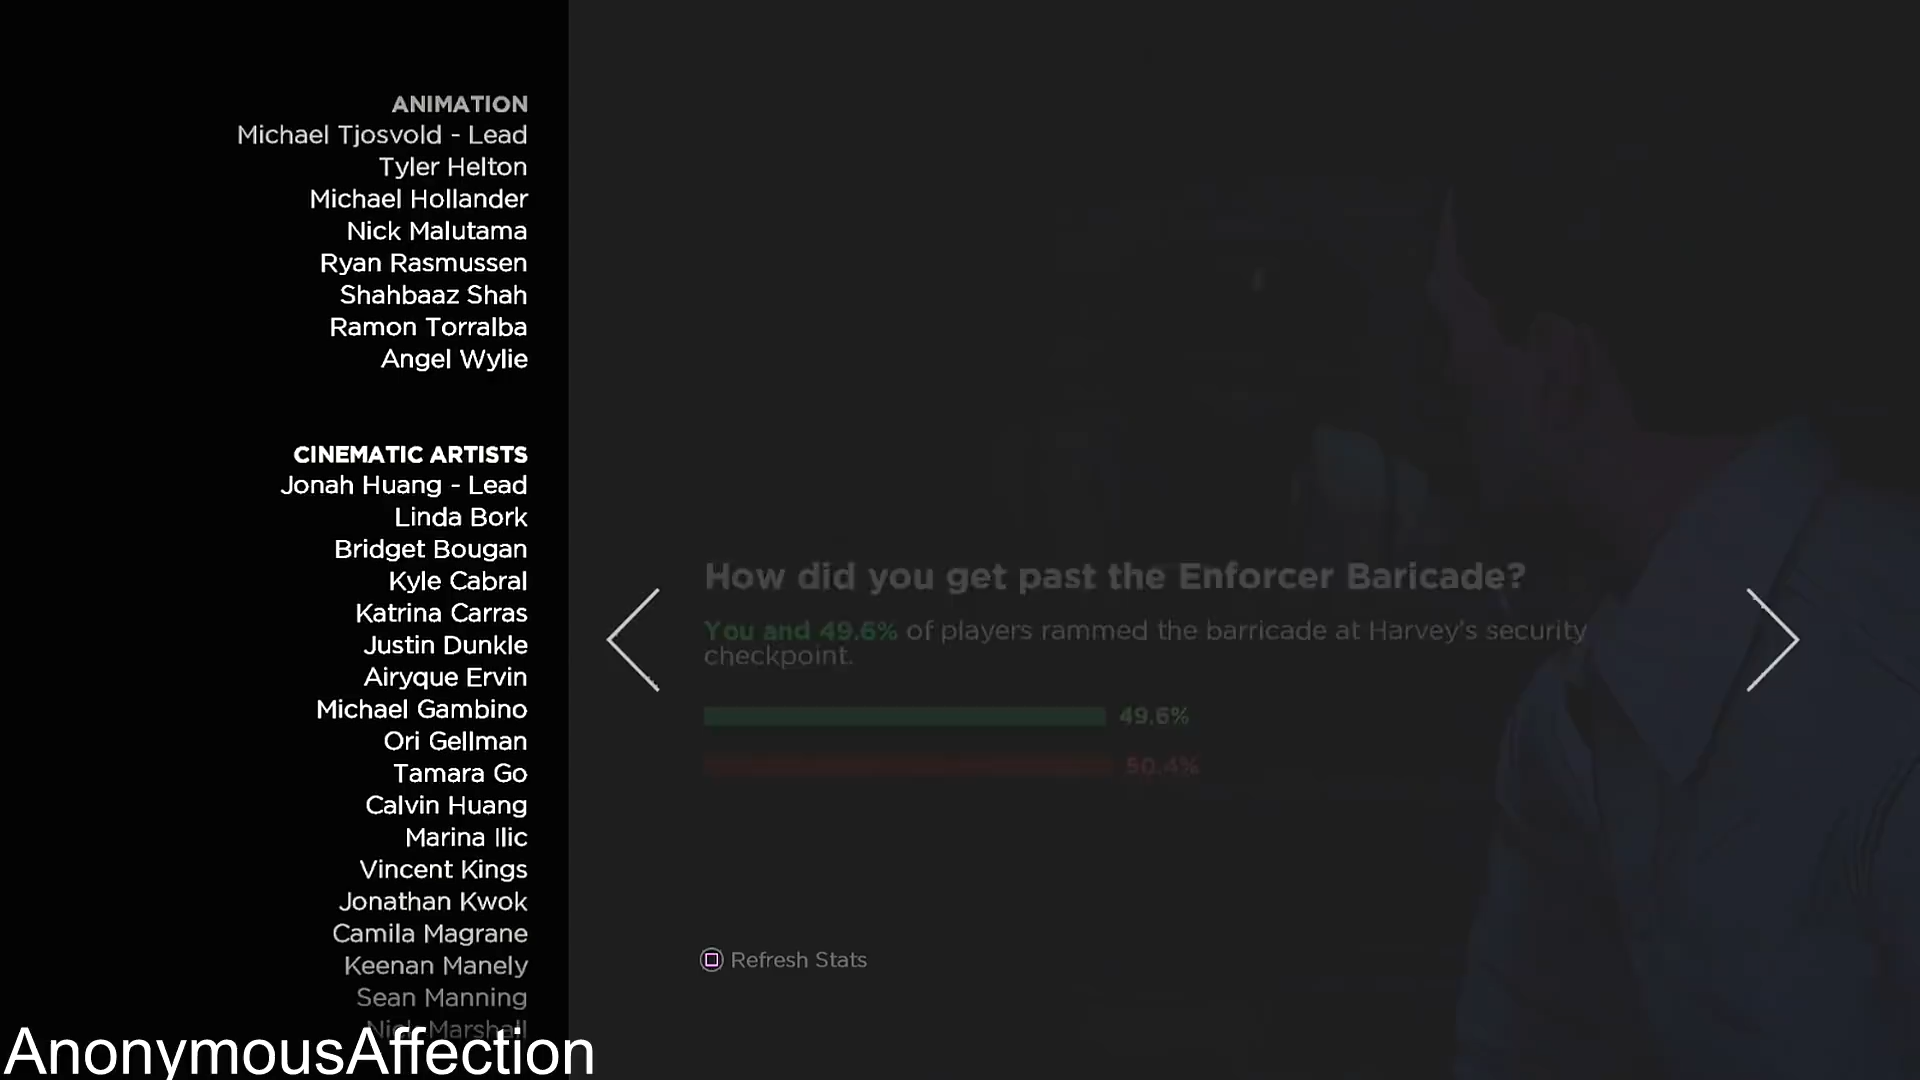 ANIMATION
Michael Tjosvold - Lead
Tyler Helton
Michael Hollander
Nick Malutama
Ryan Rasmussen
Shahbaaz Shah
Ramon Torralba
Angel Wylie
CINEMATIC ARTISTS
Jonah Huang - Lead
Linda Bork
Bridget Bougan
Kyle Cabral
Katrina Carras
Justin Dunkle
Airyque Ervin
Michael Gambino
Ori Gellman
Tamara Go
Calvin Huang
Marina Ilic
Vincent Kings
Jonathan Kwok
Camila Magrane
Keenan Manely
Sean Manning
Nick Marshall
AnonymousAffection
How did you get past the Enforcer Baricade?
You and 49.6% of players rammed the barricade at Harvey's security
checkpoint.
49.6%
50.4%
Refresh Stats